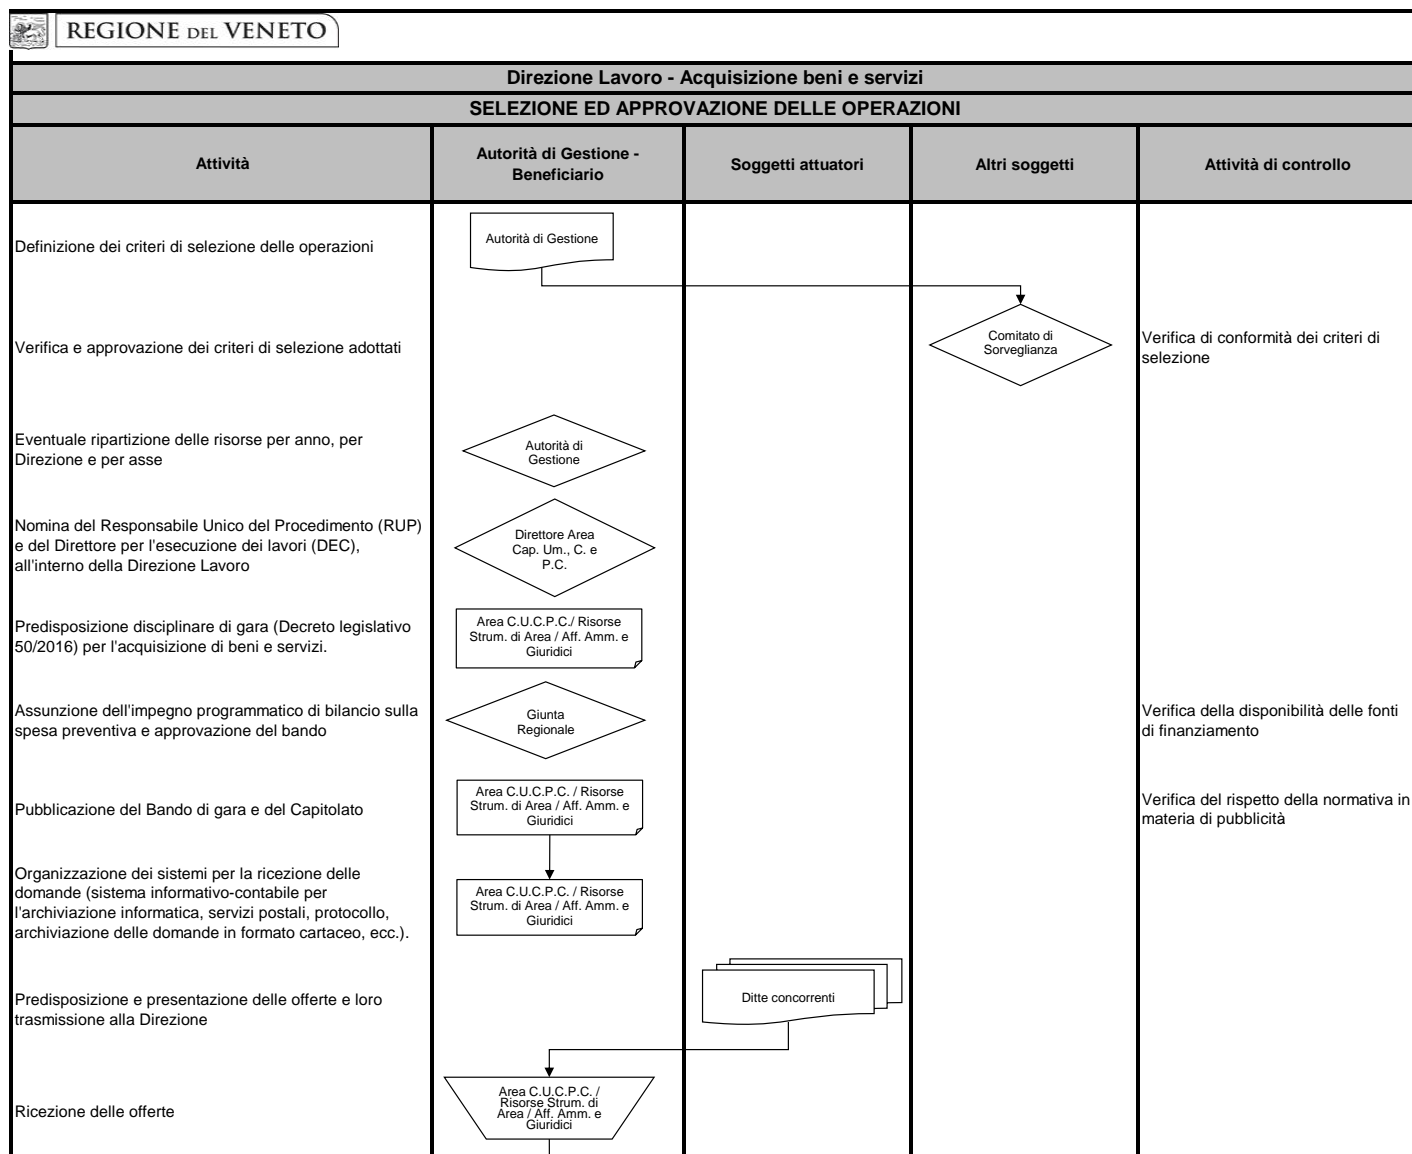 REGIONE DEL VENETO
Direzione Lavoro - Acquisizione beni e servizi
SELEZIONE ED APPROVAZIONE DELLE OPERAZIONI
Attività
Autorità di Gestione -
Beneficiario
Soggetti attuatori
Altri soggetti
Attività di controllo
Definizione dei criteri di selezione delle operazioni
Autorità di Gestione
Verifica e approvazione dei criteri di selezione adottati
Comitato di
Sorveglianza
Verifica di conformità dei criteri di
selezione
Eventuale ripartizione delle risorse per anno, per
Direzione e per asse
Autorità di
Gestione
Nomina del Responsabile Unico del Procedimento (RUP)
e del Direttore per l'esecuzione dei lavori (DEC),
all'interno della Direzione Lavoro
Direttore Area
Cap. Um., C. e
P.C.
Predisposizione disciplinare di gara (Decreto legislativo
50/2016) per l'acquisizione di beni e servizi.
Area C.U.C.P.C./ Risorse
Strum. di Area / Aff. Amm. e
Giuridici
Assunzione dell'impegno programmatico di bilancio sulla
spesa preventiva e approvazione del bando
Giunta
Regionale
Verifica della disponibilità delle fonti
di finanziamento
Pubblicazione del Bando di gara e del Capitolato
Area C.U.C.P.C. / Risorse
Strum. di Area / Aff. Amm. e
Giuridici
Verifica del rispetto della normativa in
materia di pubblicità
Organizzazione dei sistemi per la ricezione delle
domande (sistema informativo-contabile per
l'archiviazione informatica, servizi postali, protocollo,
archiviazione delle domande in formato cartaceo, ecc.).
Area C.U.C.P.C. / Risorse
Strum. di Area / Aff. Amm. e
Giuridici
Predisposizione e presentazione delle offerte e loro
trasmissione alla Direzione
Ditte concorrenti
Ricezione delle offerte
Area C.U.C.P.C. /
Risorse Strum. di
Area / Aff. Amm. e
Giuridici